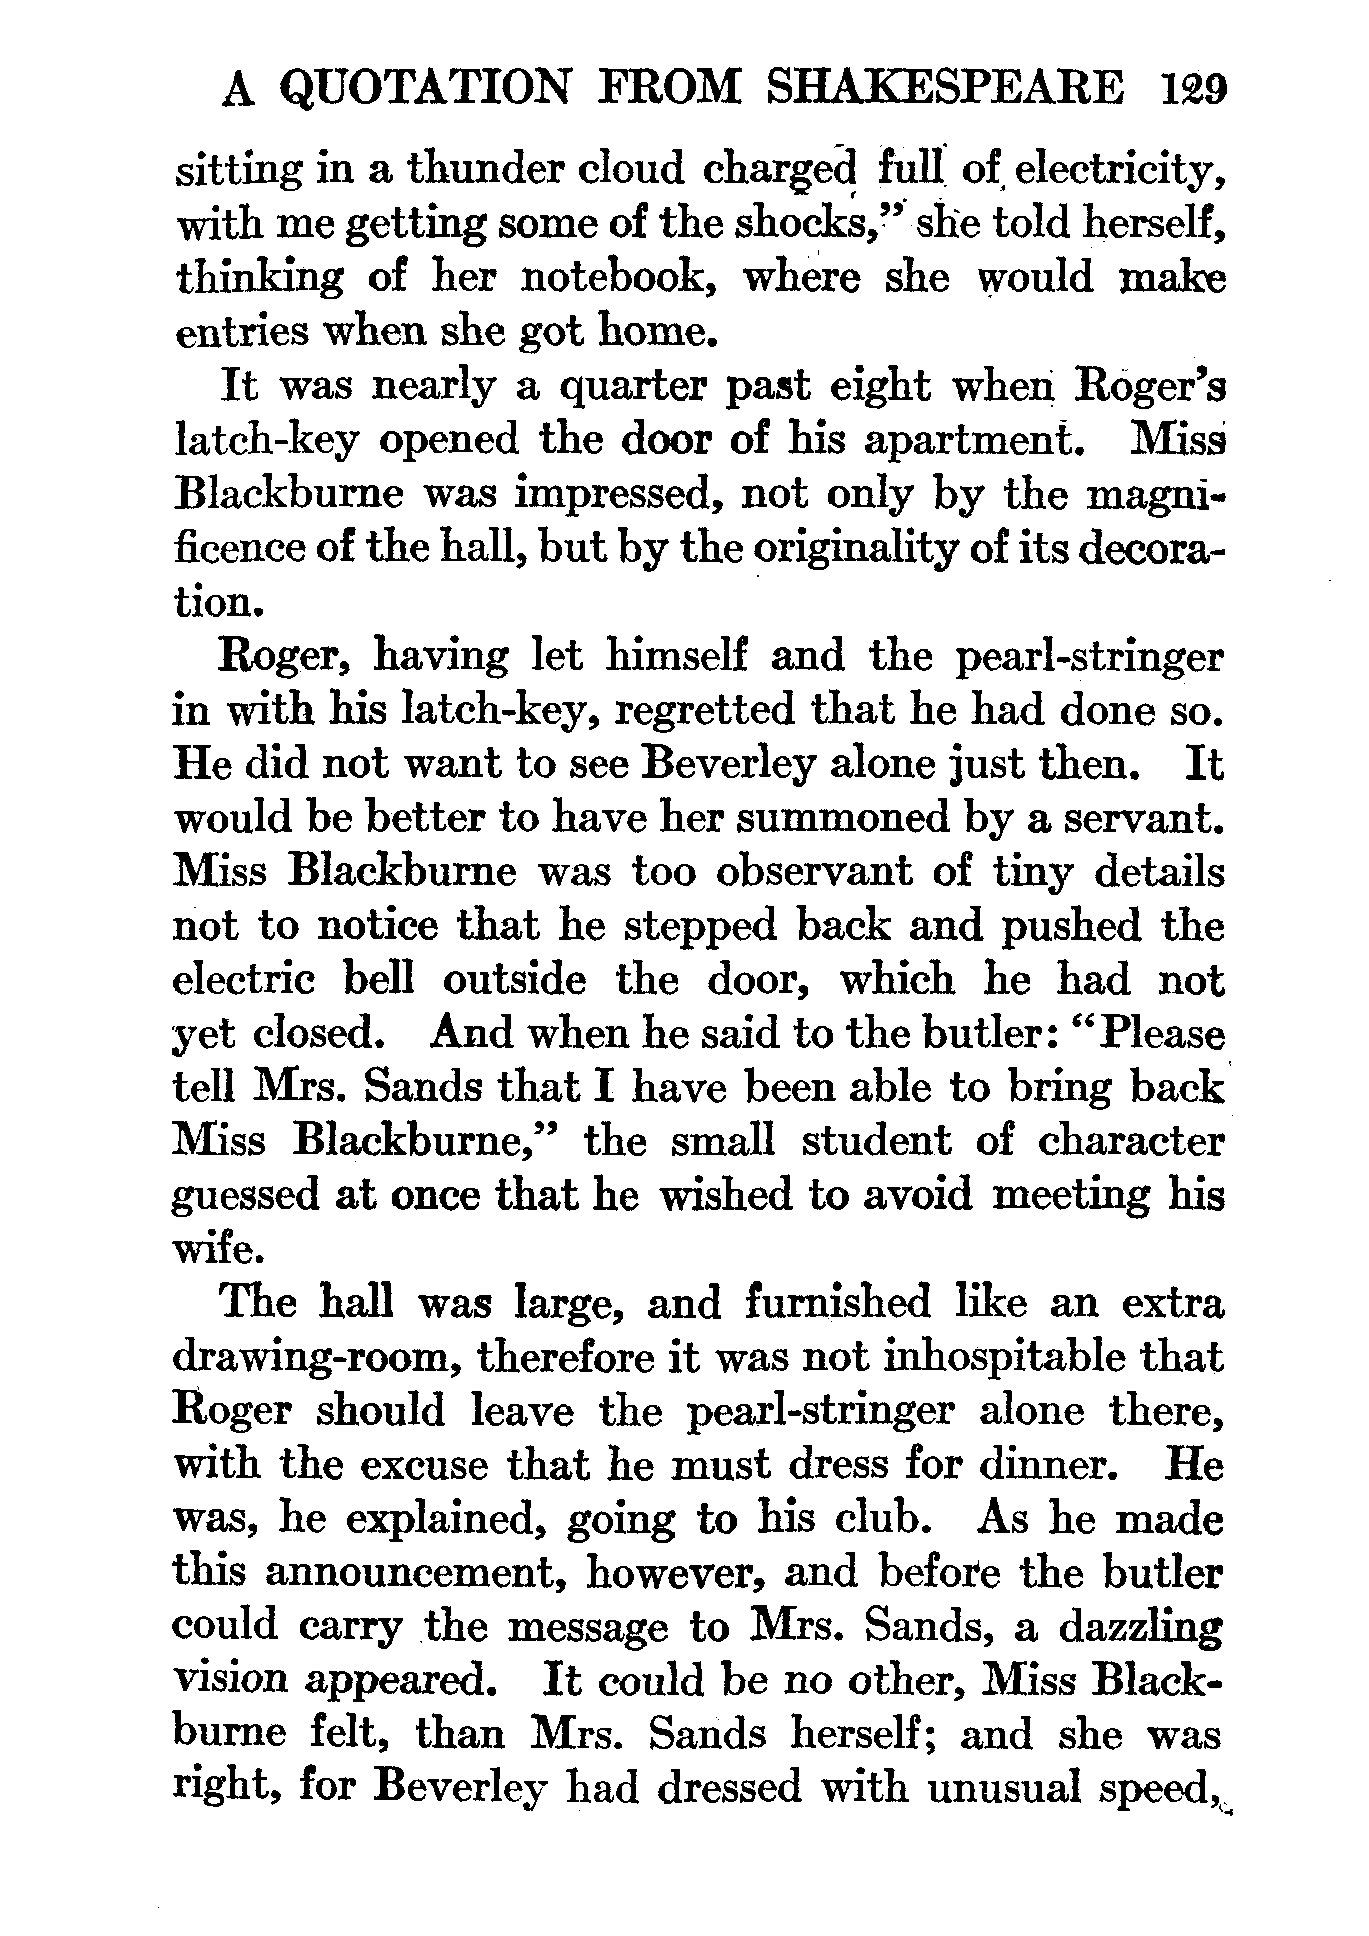 A QUOTATION FROM SHAKESPEARE 129
sitting in a thunder cloud charged full of electricity,
with me getting some of the shocks,” she told herself,
thinking of her notebook, where she would make
entries when she got home.
It was nearly a quarter past eight when Roger’s
latch-key opened the door of his apartment. Miss
Blackburne was impressed, not only by the magni-
ficence of the hall, but by the originality of its decora-
tion.
Roger, having let himself and the pearl-stringer
in with his latch-key, regretted that he had done so.
He did not want to see Beverley alone just then. It
would be better to have her summoned by a servant.
Miss Blackburne was too observant of tiny details
not to notice that he stepped back and pushed the
electric bell outside the door, which he had not
yet closed. And when he said to the butler: “Please
tell Mrs. Sands that I have been able to bring back
Miss Blackburne,” the small student of character
guessed at once that he wished to avoid meeting his
wife.
The hall was large, and furnished like an extra
drawing-room, therefore it was not inhospitable that
Roger should leave the pearl-stringer alone there,
with the excuse that he must dress for dinner. He
was, he explained, going to his club. As he made
this announcement, however, and before the butler
could carry the message to Mrs. Sands, a dazzling
vision appeared. It could be no other, Miss Black-
burne felt, than Mrs. Sands herself; and she was
right, for Beverley had dressed with unusual speed,